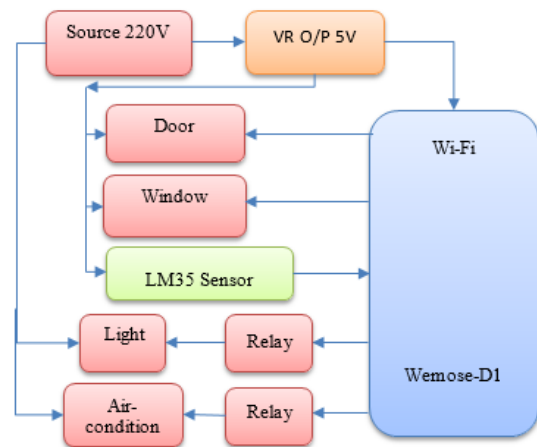 Source 220V
VR O/P 5V
Door
Wi-Fi
Window
LM35 Sensor
Light
Relay
Wemose-D1
Air-
condition
Relay